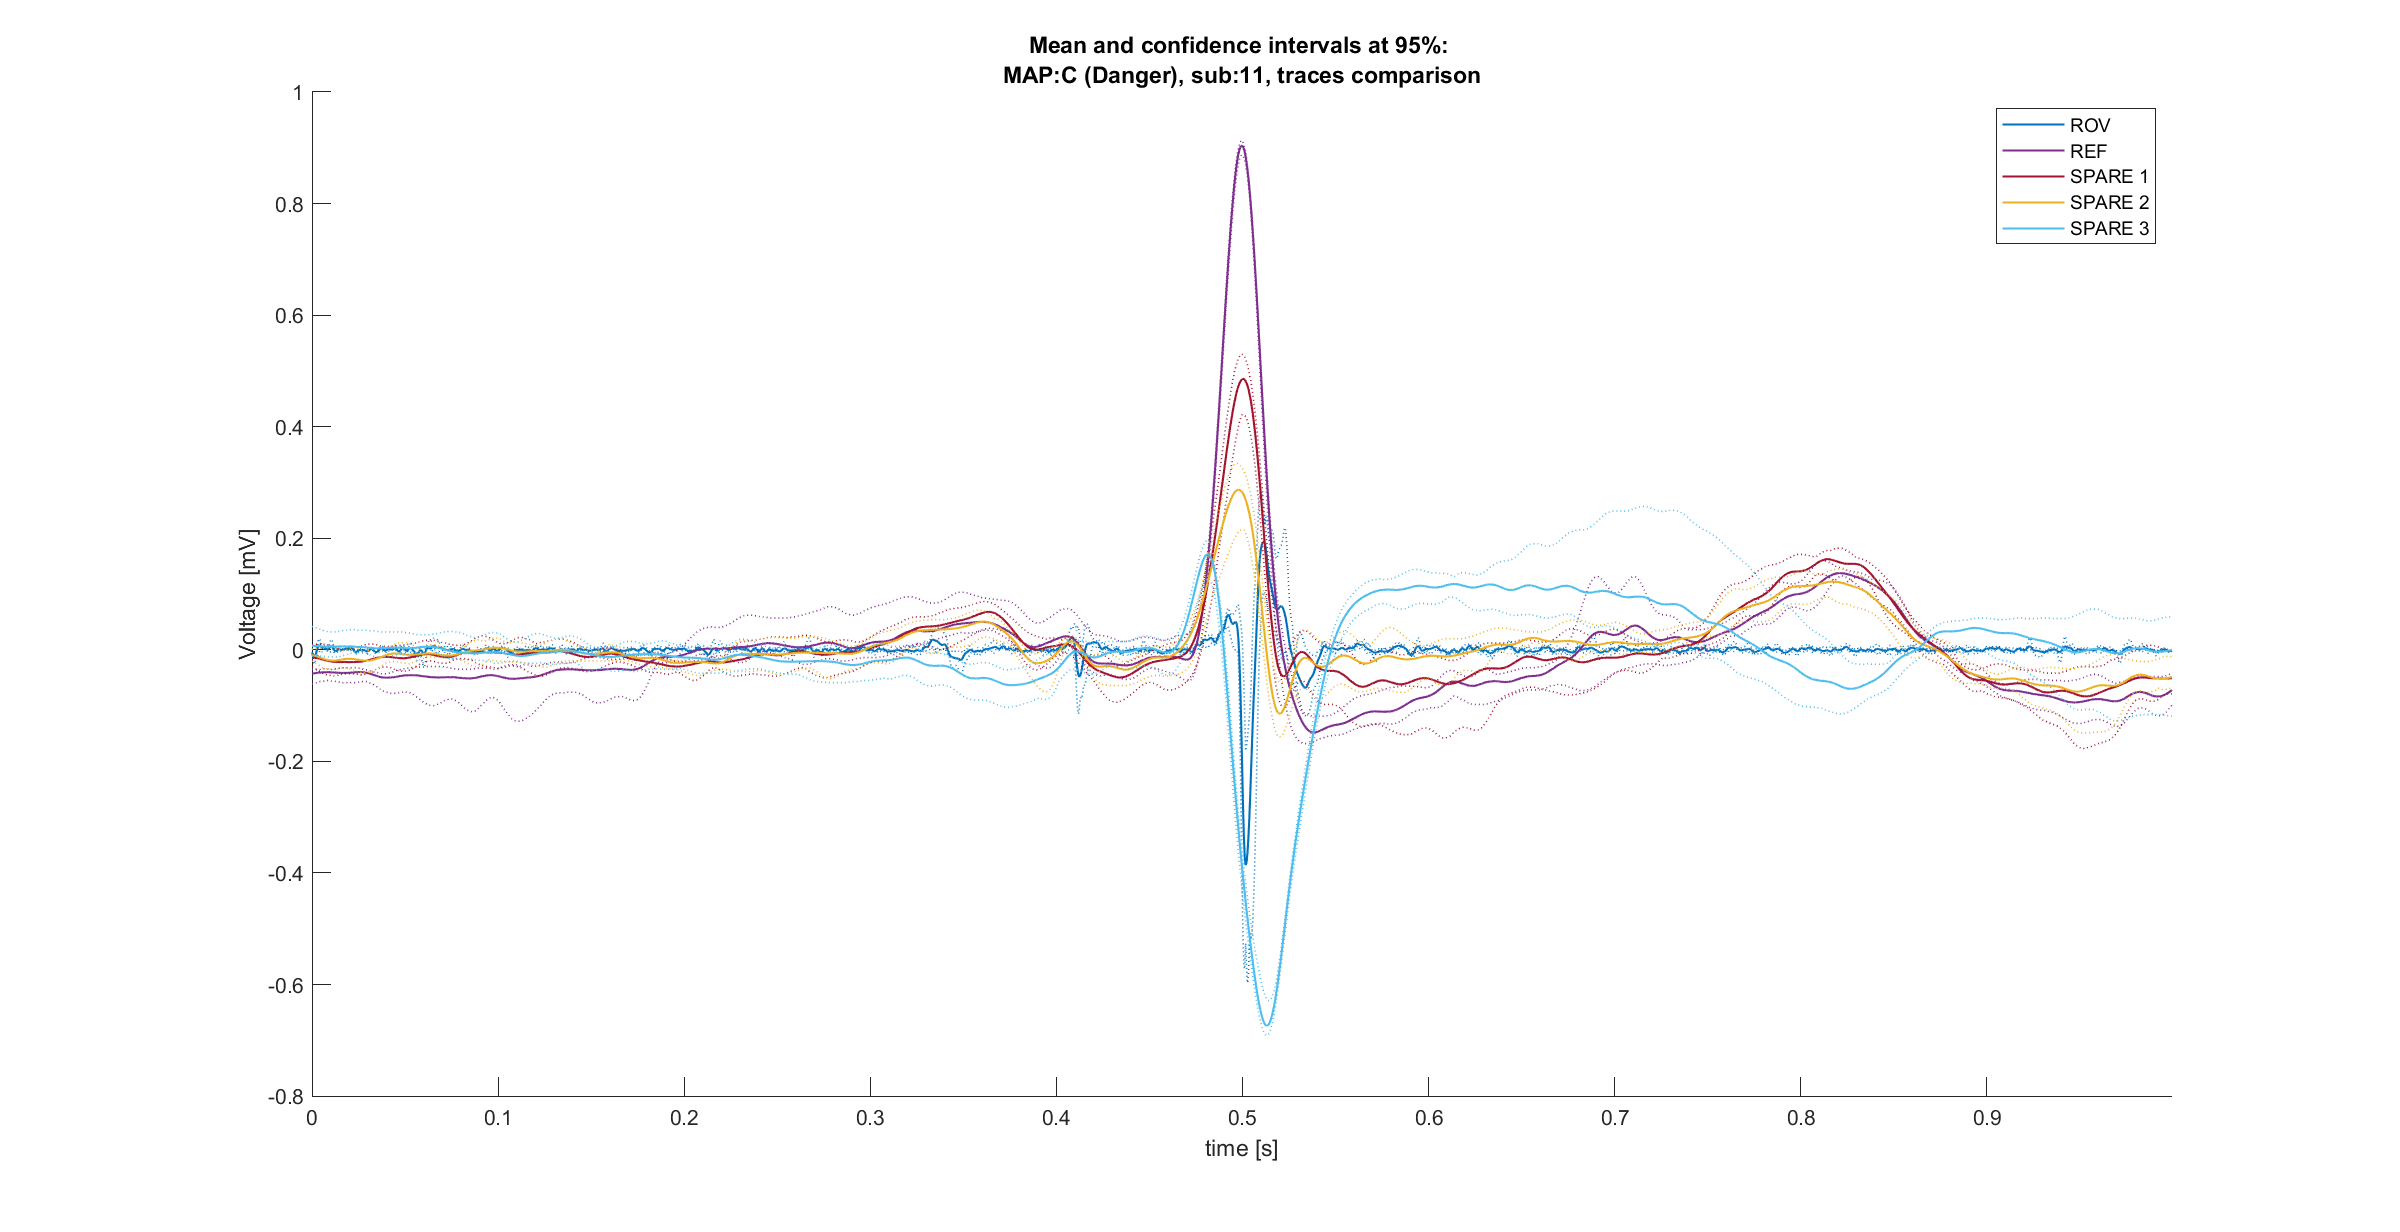 Mean and confidence intervals at 95%:
MAP:C (Danger), sub:11, traces comparison
1
0.8
0.6
0.4
0.2
0
-0.2
-0.4
-0.6
-0.8
Voltage [mV]
ROV
REF
SPARE 1
SPARE 2
SPARE 3
0 0.1 0.2 0.3 0.4 0.5 0.6 0.7 0.8 0.9
time [s]